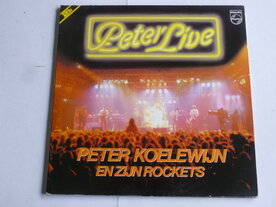 Peter Live
PETER KOELEWIJN
EN ZIJN ROCKETS